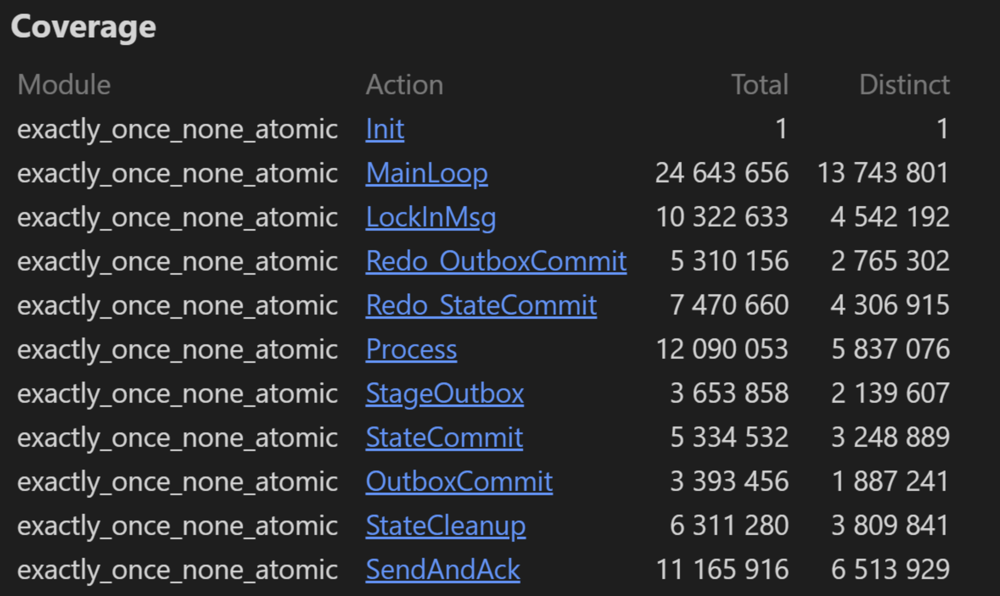 Coverage
Module Action Total Distinct
exactly_once_none_atomic Init 1 1
exactly_once_none_atomic MainLoop 24 643 656 13 743 801
exactly_once_none_atomic LockInMsg 10 322 633 4 542 192
exactly_once_none_atomic Redo_OutboxCommit 5 310 156 2 765 302
exactly_once_none_atomic Redo_StateCommit 7 470 660 4 306 915
exactly_once_none_atomic Process 12 090 053 5 837 076
exactly_once_none_atomic StageOutbox 3 653 858 2 139 607
exactly_once_none_atomic StateCommit 5 334 532 3 248 889
exactly_once_none_atomic OutboxCommit 3 393 456 1 887 241
exactly_once_none_atomic StateCleanup 6 311 280 3 809 841
exactly_once_none_atomic SendAndAck 11 165 916 6 513 929